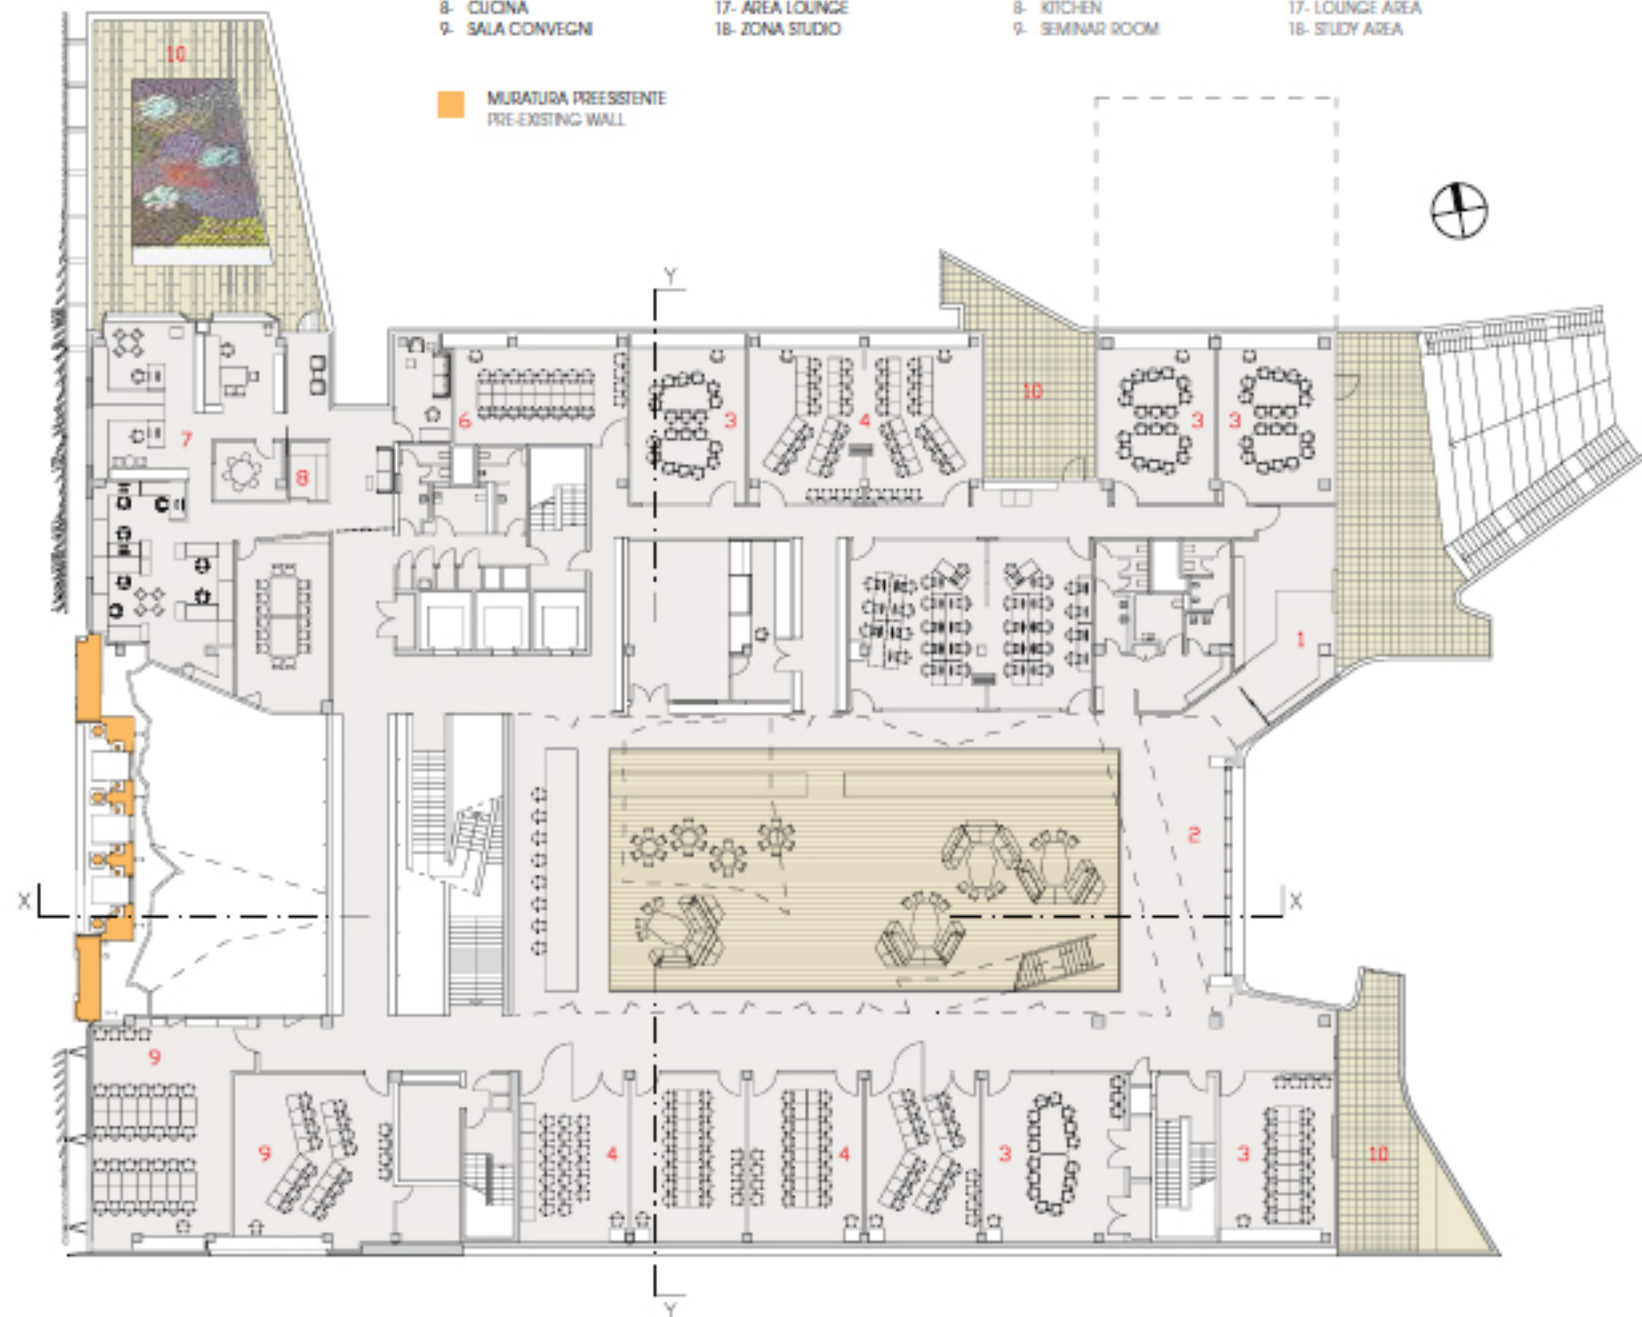 8- CUCINA 17- AREA LOUNGE 8- KITCHEN 17- LOUNGE AREA
9- SALA CONVEGNI 18- ZONA STUDIO 9- SEMINAR ROOM 18- STUDY AREA
MURATURA PREESISTENTE
PRE-EXISTING WALL
10
Y
10
6 3 4 3 3
7
8
1
2
X X
9
9 4 4 3 3 10
Y